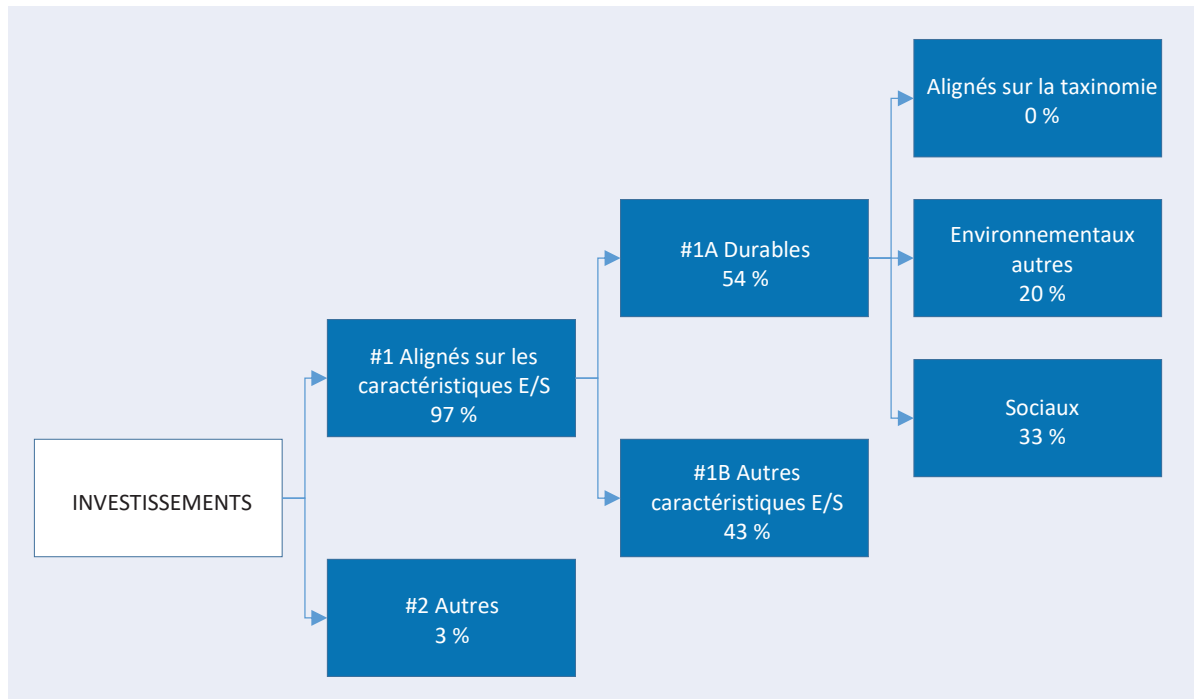 INVESTISSEMENTS
#1 Alignés sur les
caractéristiques E/S
97 %
#2 Autres
3 %
#1A Durables
54 %
#1B Autres
caractéristiques E/S
43 %
Alignés sur la taxinomie
0 %
Environnementaux
autres
20 %
Sociaux
33 %